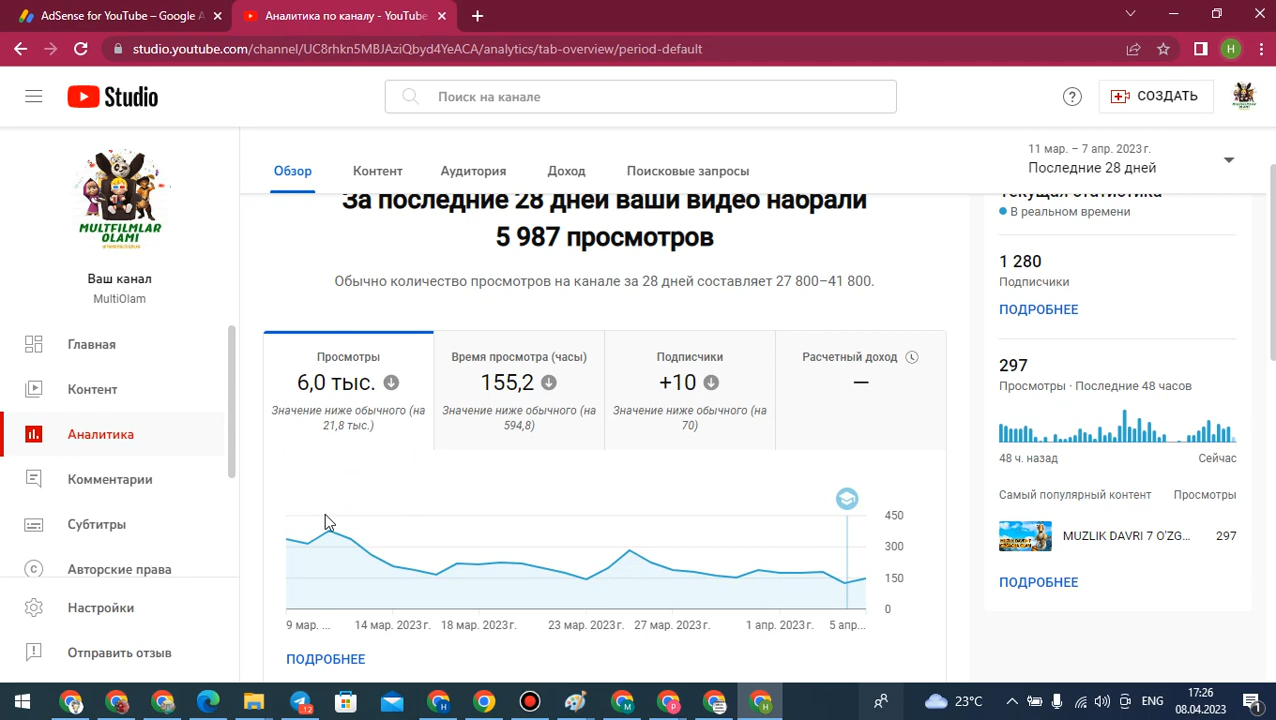 AdSense for YouTube – Google A
Аналитика по каналу - YouTube
studio.youtube.com/channel/UC8rhkn5MBJAziQbyd4YeACA/analytics/tab-overview/period-default
H
Studio
Поиск на канале
СОЗДАТЬ
Обзор
Контент
Аудитория
Доход
Поисковые запросы
11 мар. – 7 апр. 2023 г.
Последние 28 дней
MULTFILMLAR
OLAMI
Ваш канал
MultiOlam
Главная
Контент
Аналитика
Комментарии
Субтитры
Авторские права
Настройки
Отправить отзыв
За последние 28 дней ваши видео набрали
5 987 просмотров
Обычно количество просмотров на канале за 28 дней составляет 27 800–41 800.
Просмотры
6,0 тыс.
Значение ниже обычного (на
21,8 тыс.)
Время просмотра (часы)
155,2
Значение ниже обычного (на
594,8)
Подписчики
+10
Значение ниже обычного (на
70)
Расчетный доход
—
450
300
150
0
9 мар. ...
14 мар. 2023 г.
18 мар. 2023 г.
23 мар. 2023 г.
27 мар. 2023 г.
1 апр. 2023 г.
5 апр...
ПОДРОБНЕЕ
Текущая статистика
В реальном времени
1 280
Подписчики
ПОДРОБНЕЕ
297
Просмотры · Последние 48 часов
48 ч. назад
Сейчас
Самый популярный контент
Просмотры
MUZLIK DAVRI 7 O'ZG...
297
ПОДРОБНЕЕ
12
23°C
ENG
17:26
08.04.2023
1